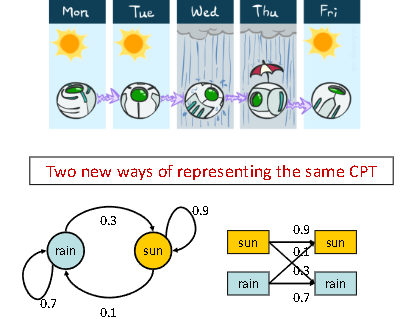 Mon Tue Wed Thu Fri
Two new ways of representing the same CPT
0.3
0.9
rain
sun
0.7
0.1
sun
0.9
sun
0.1
0.3
rain
0.7
rain